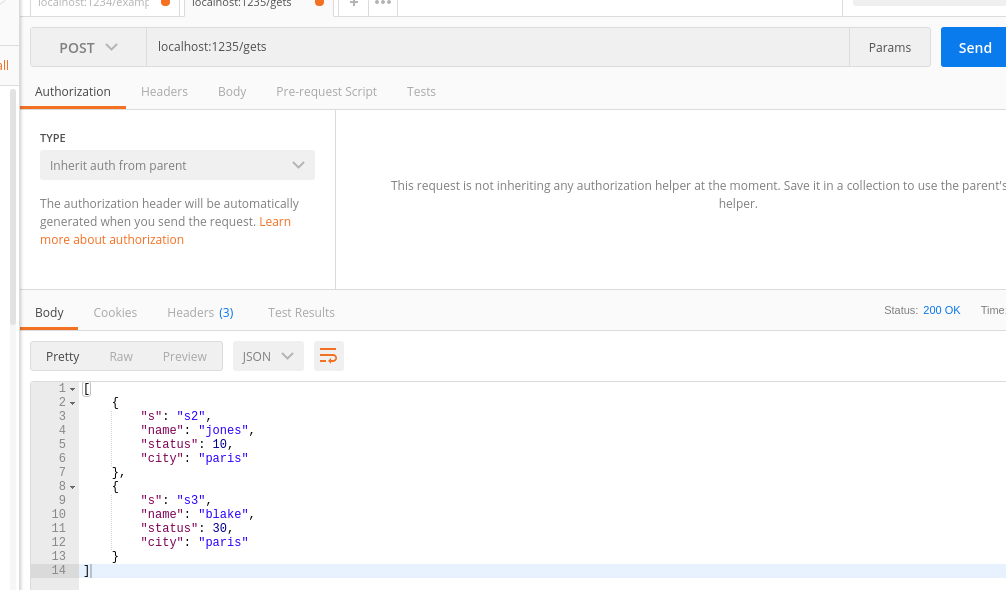 localhost:1234/examp
localhost:1235/gets
+
•••
POST
localhost:1235/gets
Params
Send
all
Authorization
Headers
Body
Pre-request Script
Tests
TYPE
Inherit auth from parent
The authorization header will be automatically
generated when you send the request. Learn
more about authorization
This request is not inheriting any authorization helper at the moment. Save it in a collection to use the parent's
helper.
Body
Cookies
Headers (3)
Test Results
Status: 200 OK
Time:
Pretty
Raw
Preview
JSON
1 [
2 {
3 "s": "s2",
4 "name": "jones",
5 "status": 10,
6 "city": "paris"
7 },
8 {
9 "s": "s3",
10 "name": "blake",
11 "status": 30,
12 "city": "paris"
13 }
14 ]